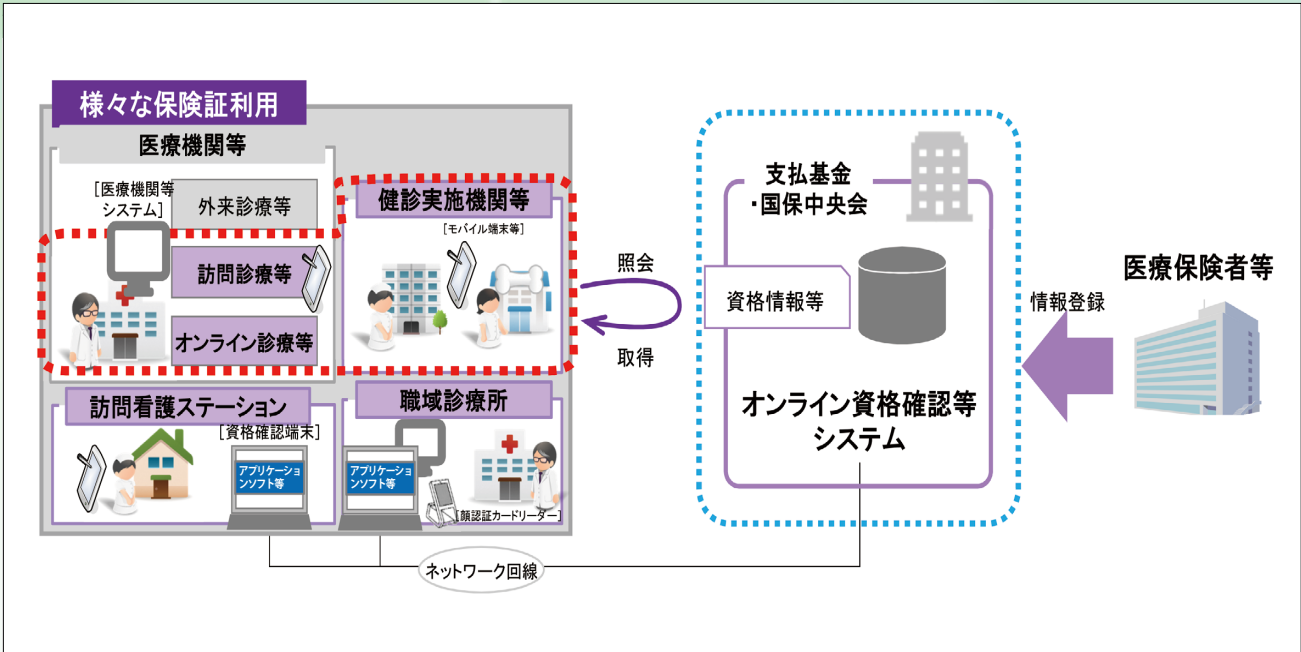 様々な保険証利用
医療機関等
[医療機関等
システム]
外来診療等
訪問診療等
オンライン診療等
健診実施機関等
[モバイル端末等]
訪問看護ステーション
[資格確認端末]
アプリケーショ
ンソフト等
職域診療所
アプリケーショ
ンソフト等
[顔認証カードリーダー]
照会
取得
支払基金
・国保中央会
資格情報等
オンライン資格確認等
システム
情報登録
医療保険者等
ネットワーク回線